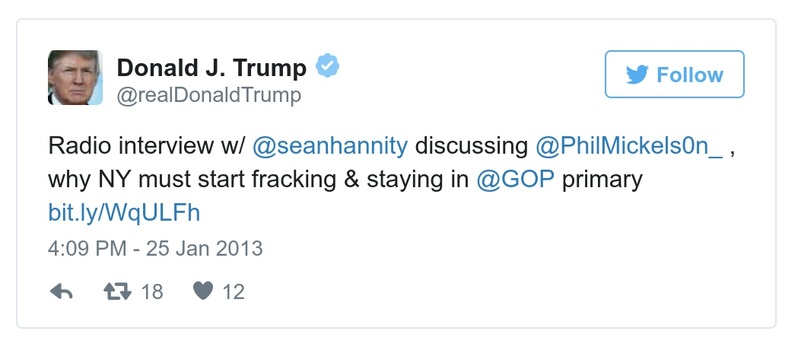 Donald J. Trump
@realDonaldTrump
Follow
Radio interview w/ @seanhannity discussing @PhilMickels0n_ ,
why NY must start fracking & staying in @GOP primary
bit.ly/WqULFh
4:09 PM - 25 Jan 2013
18 12